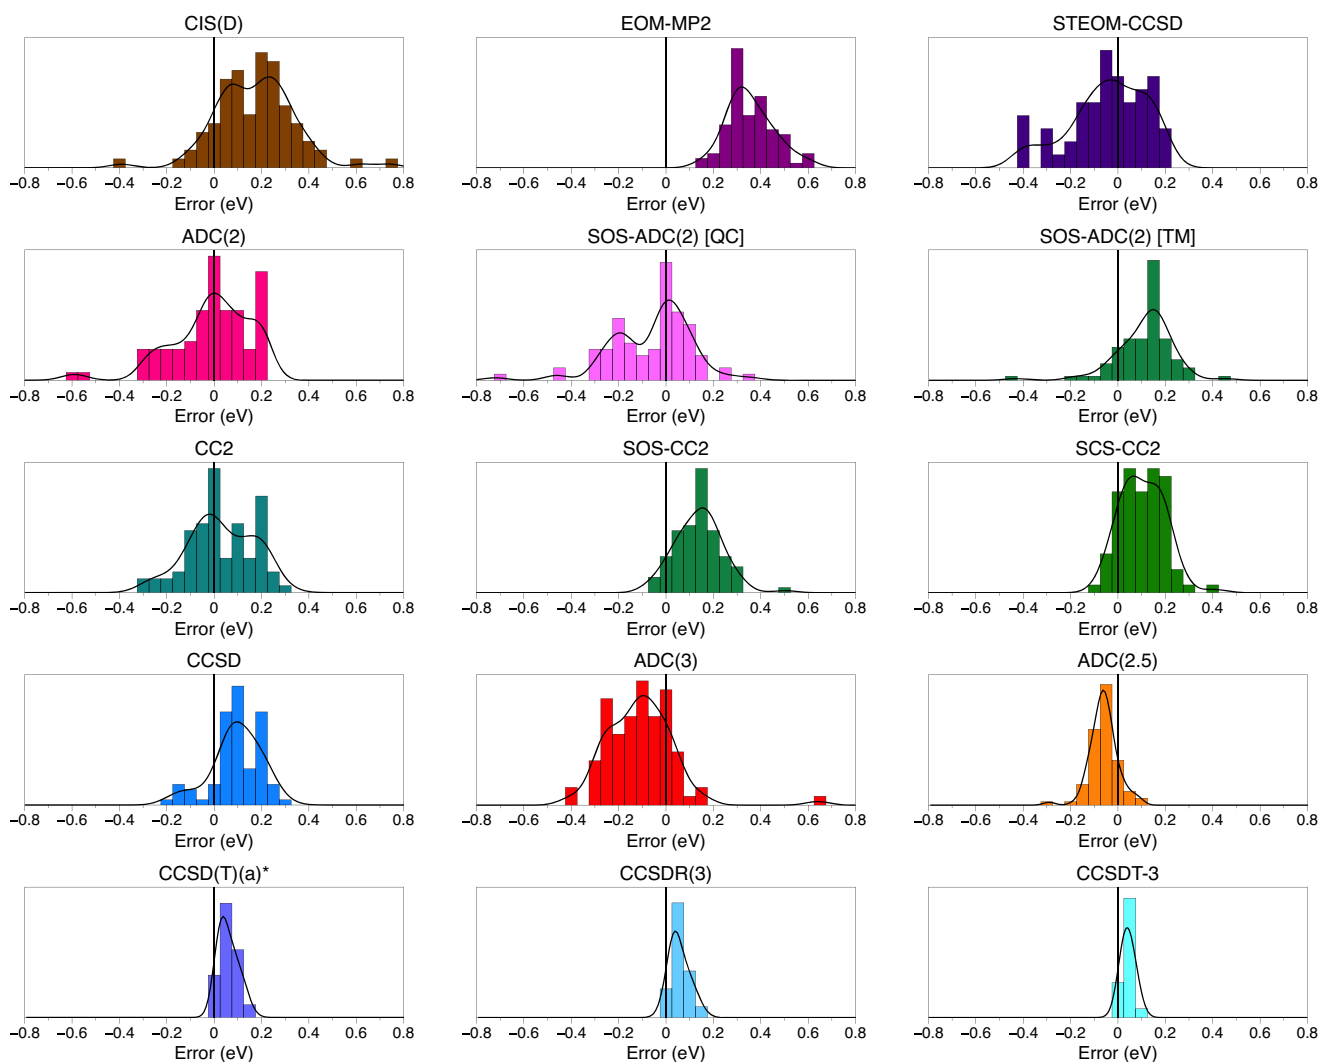 CIS(D) EOM-MP2 STEOM-CCSD
−0.8 −0.6 −0.4 −0.2 0 0.2 0.4 0.6 0.8 −0.8 −0.6 −0.4 −0.2 0 0.2 0.4 0.6 0.8 −0.8 −0.6 −0.4 −0.2 0 0.2 0.4 0.6 0.8
Error (eV) Error (eV) Error (eV)
ADC(2) SOS-ADC(2) [QC] SOS-ADC(2) [TM]
−0.8 −0.6 −0.4 −0.2 0 0.2 0.4 0.6 0.8 −0.8 −0.6 −0.4 −0.2 0 0.2 0.4 0.6 0.8 −0.8 −0.6 −0.4 −0.2 0 0.2 0.4 0.6 0.8
Error (eV) Error (eV) Error (eV)
CC2 SOS-CC2 SCS-CC2
−0.8 −0.6 −0.4 −0.2 0 0.2 0.4 0.6 0.8 −0.8 −0.6 −0.4 −0.2 0 0.2 0.4 0.6 0.8 −0.8 −0.6 −0.4 −0.2 0 0.2 0.4 0.6 0.8
Error (eV) Error (eV) Error (eV)
CCSD ADC(3) ADC(2.5)
−0.8 −0.6 −0.4 −0.2 0 0.2 0.4 0.6 0.8 −0.8 −0.6 −0.4 −0.2 0 0.2 0.4 0.6 0.8 −0.8 −0.6 −0.4 −0.2 0 0.2 0.4 0.6 0.8
Error (eV) Error (eV) Error (eV)
CCSD(T)(a)* CCSDR(3) CCSDT-3
−0.8 −0.6 −0.4 −0.2 0 0.2 0.4 0.6 0.8 −0.8 −0.6 −0.4 −0.2 0 0.2 0.4 0.6 0.8 −0.8 −0.6 −0.4 −0.2 0 0.2 0.4 0.6 0.8
Error (eV) Error (eV) Error (eV)